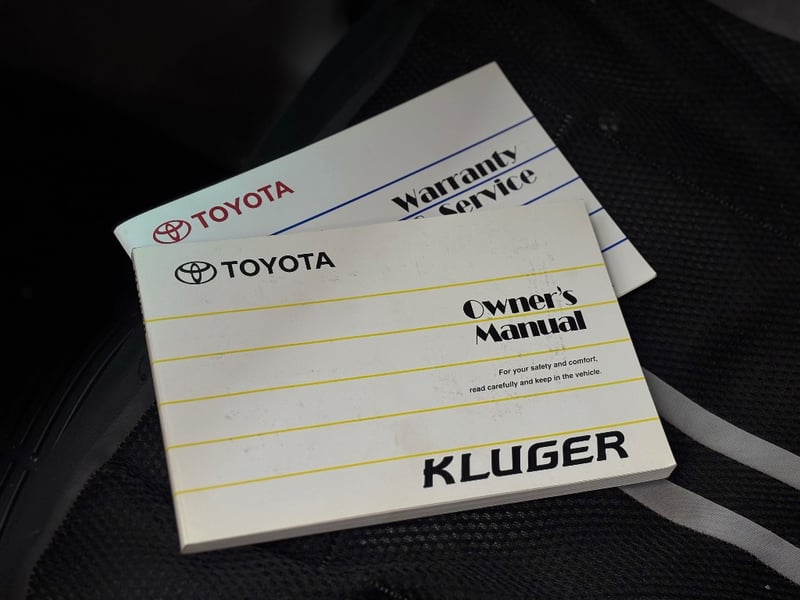 TOYOTA
Warranty
& Service
TOYOTA
Owner's
Manual
For your safety and comfort,
read carefully and keep in the vehicle.
KLUGER